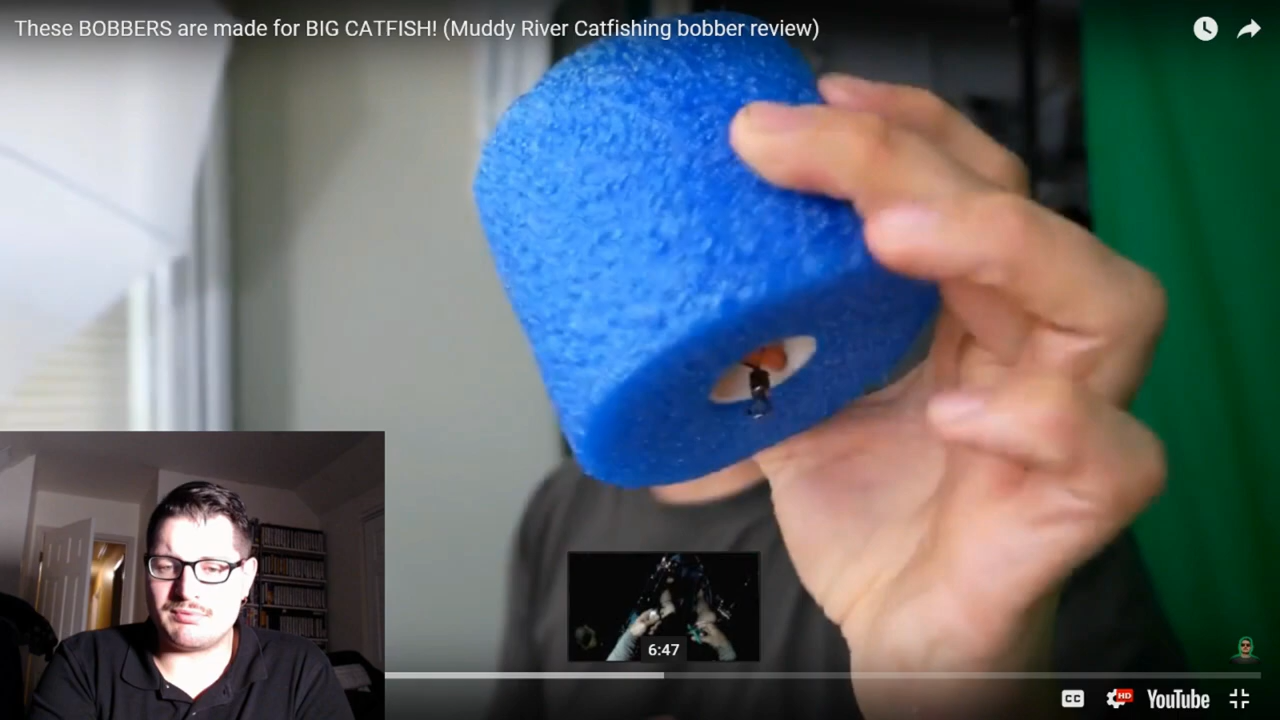 These BOBBERS are made for BIG CATFISH! (Muddy River Catfishing bobber review)
6:47
CC
HD
YouTube